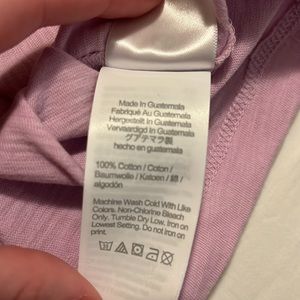 Made In Guatemala
Fabriqué Au Guatemala
Hergestellt In Guatemala
Vervaardigd In Guatemala
グアテマラ製
hecho en guatemala
100% Cotton / Coton /
Baumwolle / Katoen / 綿 /
algodón
Machine Wash Cold With Like
Colors. Non-Chlorine Bleach
Only. Tumble Dry Low. Iron on
Lowest Setting. Do not iron on
print.